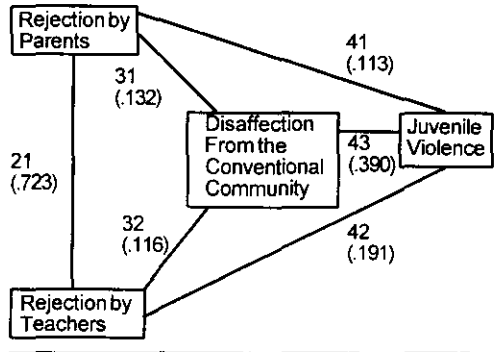 Rejection by
Parents
41
(.113)
31
(.132)
Disaffection
From the
Conventional
Community
43
(.390)
Juvenile
Violence
21
(.723)
32
(.116)
42
(.191)
Rejection by
Teachers